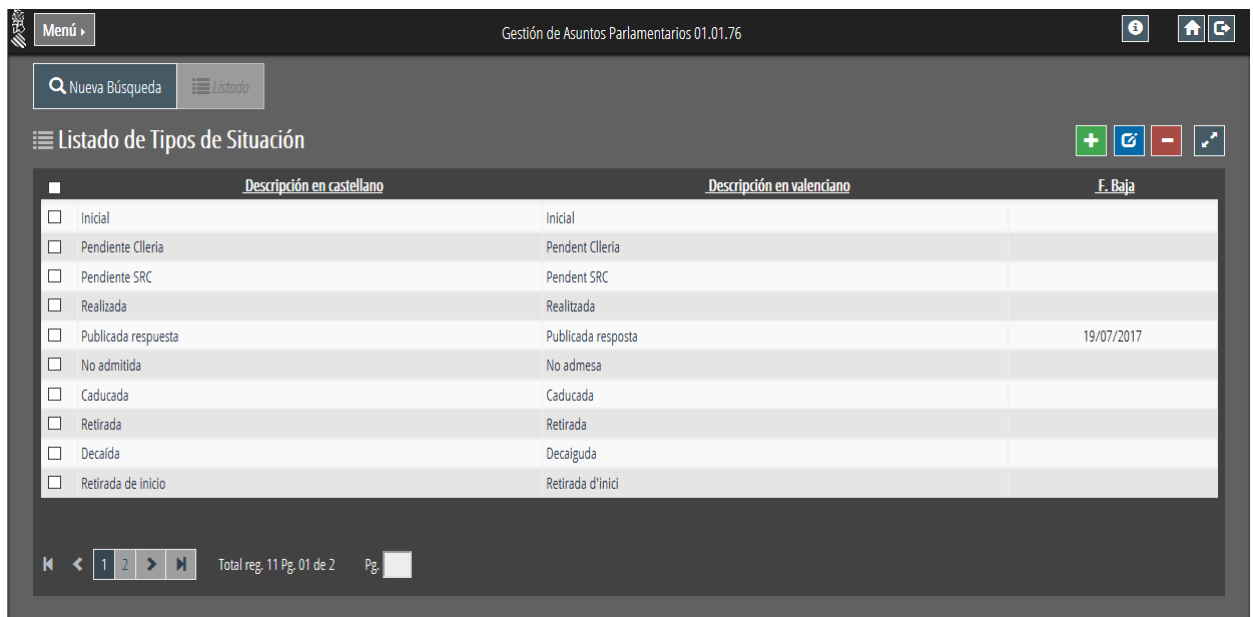 Menú
Gestión de Asuntos Parlamentarios 01.01.76
Nueva Búsqueda
Listado
Listado de Tipos de Situación
Descripción en castellano Descripción en valenciano F. Baja
Inicial Inicial
Pendiente Clleria Pendent Clleria
Pendiente SRC Pendent SRC
Realizada Realitzada
Publicada respuesta Publicada resposta 19/07/2017
No admitida No admesa
Caducada Caducada
Retirada Retirada
Decaída Decaiguda
Retirada de inicio Retirada d'inici
1 2 Total reg. 11 Pg. 01 de 2 Pg.